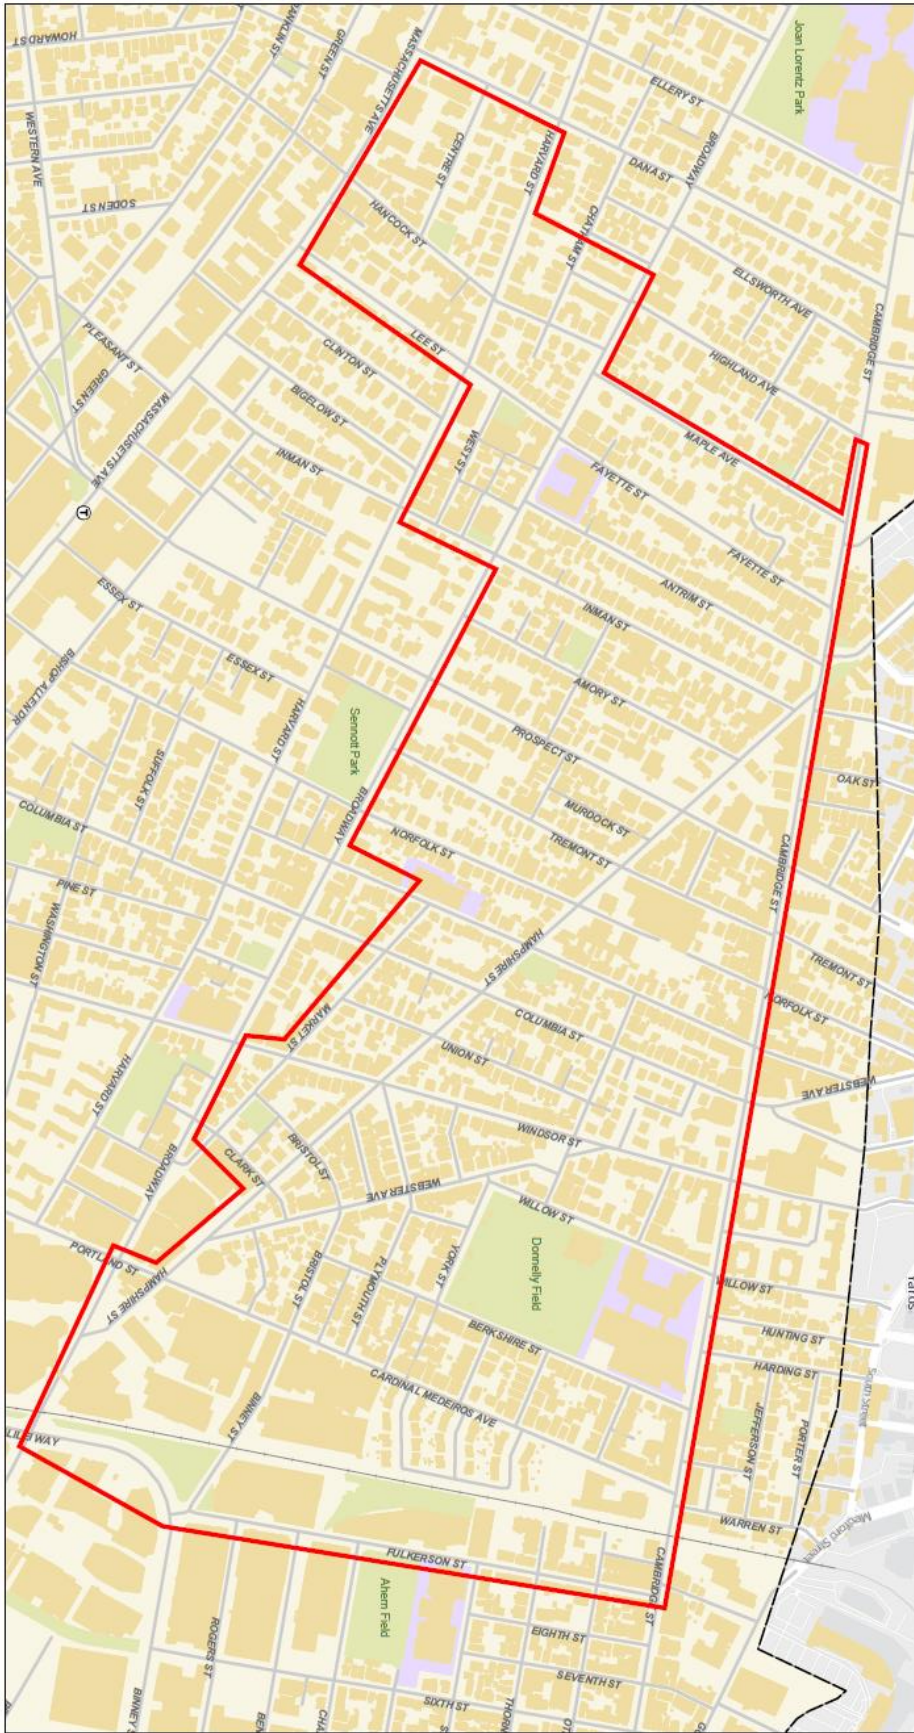 HOWARD ST
FRANKLIN ST
GREEN ST
MASSACHUSETTS AVE
ELLERY ST
Joan Lorentz Park
WESTERN AVE
SODEN ST
CENTRE ST
HARVARD ST
DANA ST
BROADWAY
HANCOCK ST
CHATHAM ST
ELLSWORTH AVE
CAMBRIDGE ST
PLEASANT ST
GREEN ST
LEE ST
CLINTON ST
BIGELOW ST
HIGHLAND AVE
MASSACHUSETTS AVE
INMAN ST
WEST ST
MAPLE AVE
FAYETTE ST
T
FAYETTE ST
ANTRIM ST
ESSEX ST
INMAN ST
ESSEX ST
BISHOP ALLEN DR
AMORY ST
HARVARD ST
Sennott Park
PROSPECT ST
OAK ST
SUFFOLK ST
BROADWAY
MURDOCK ST
COLUMBIA ST
NORFOLK ST
TREMONT ST
CAMBRIDGE ST
PINE ST
WASHINGTON ST
HAMPSHIRE ST
TREMONT ST
MARKET ST
COLUMBIA ST
NORFOLK ST
UNION ST
HARVARD ST
WEBSTER AVE
BROADWAY
CLARK ST
BRISTOL ST
WINDSOR ST
WEBSTER AVE
WILLOW ST
PORTLAND ST
HAMPSHIRE ST
BRISTOL ST
PLYMOUTH ST
YORK ST
Donnelly Field
WILLOW ST
BERKSHIRE ST
HUNTING ST
HARDING ST
South Street
CARDINAL MEDEIROS AVE
BINNEY ST
JEFFERSON ST
PORTER ST
WARREN ST
Medford Street
FULKERSON ST
CAMBRIDGE ST
Ahern Field
EIGHTH ST
ROGERS ST
SEVENTH ST
SIXTH ST
BINNEY S